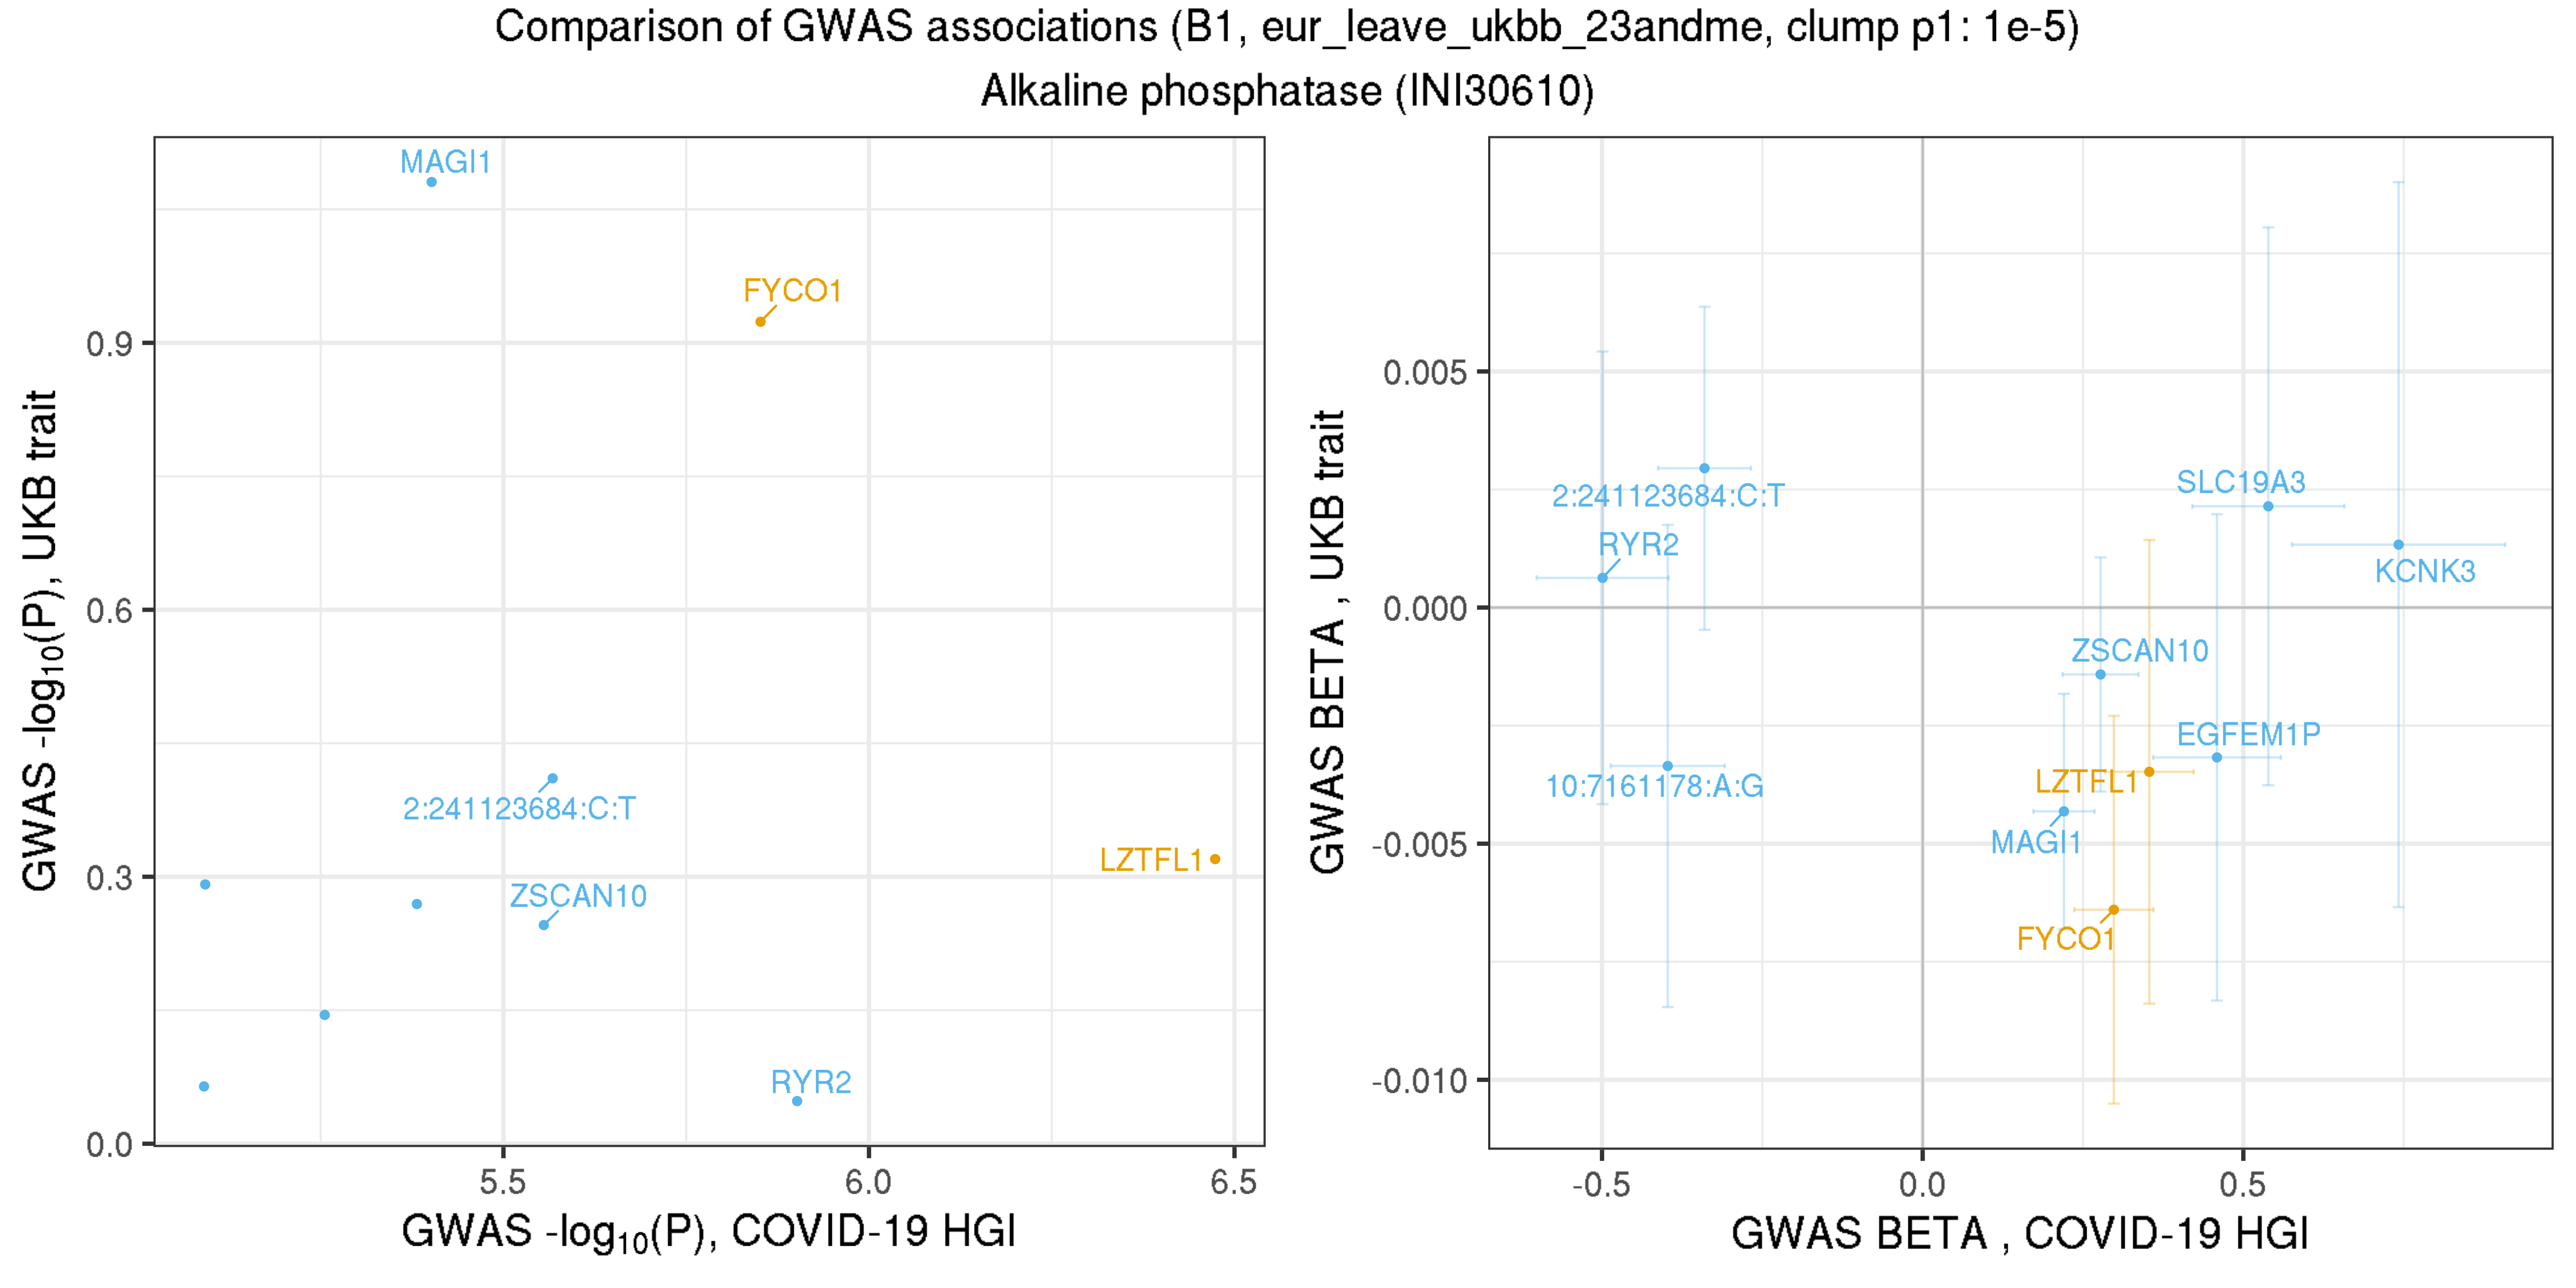 Comparison of GWAS associations (B1, eur_leave_ukbb_23andme, clump p1: 1e-5)
Alkaline phosphatase (INI30610)
GWAS -log10(P), UKB trait
0.9
0.6
0.3
0.0
MAGI1
FYCO1
2:241123684:C:T
LZTFL1
ZSCAN10
RYR2
5.5
6.0
6.5
GWAS -log10(P), COVID-19 HGI
GWAS BETA , UKB trait
0.005
0.000
-0.005
-0.010
2:241123684:C:T
SLC19A3
RYR2
KCNK3
ZSCAN10
EGFEM1P
10:7161178:A:G
LZTFL1
MAGI1
FYCO1
-0.5
0.0
0.5
GWAS BETA , COVID-19 HGI